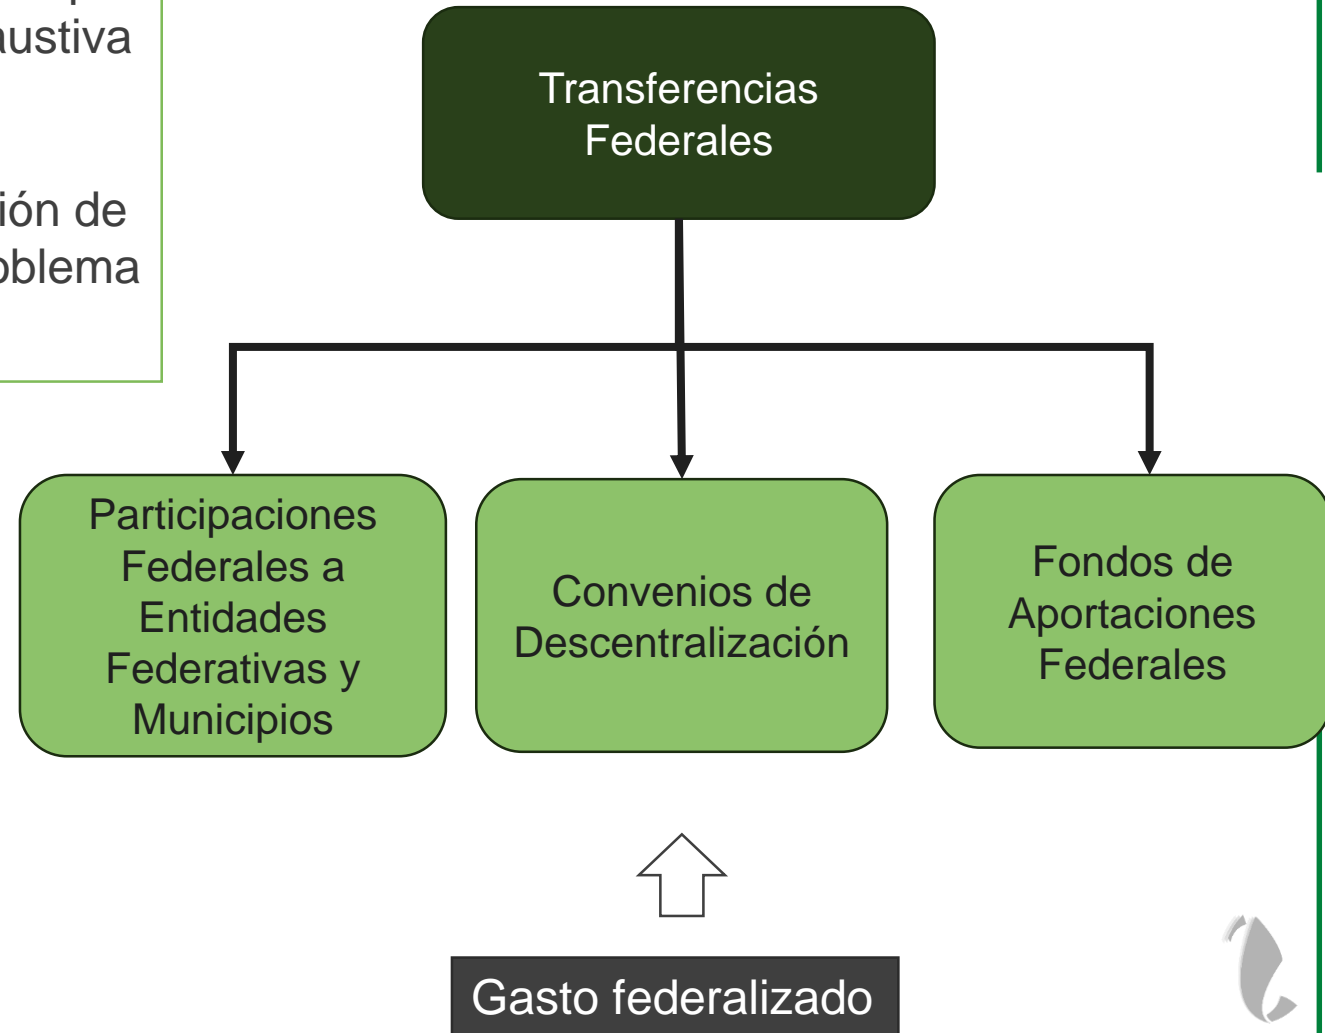 austiva
ión de
oblema
Transferencias
Federales
Participaciones
Federales a
Entidades
Federativas y
Municipios
Convenios de
Descentralización
Fondos de
Aportaciones
Federales
Gasto federalizado